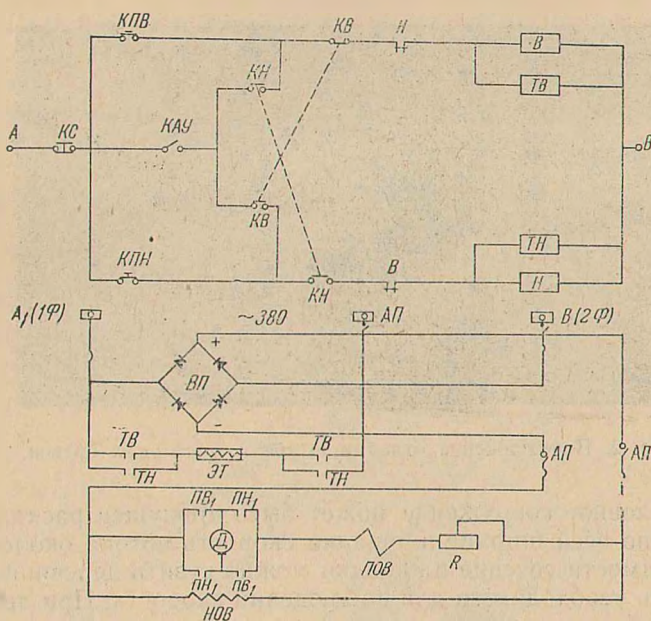 КПВ КВ Н В
КН ТВ
А КС КАУ В
КВ
КПН КН В ТН
Н
А₁(1Ф) ~380 АП В(2Ф)
+
ВП
–
ТВ ЭТ ТВ АП АП
ТН ТН
ПВ₁ ПН₁
Д ПОВ R
ПН₁ ПВ₁
НОВ